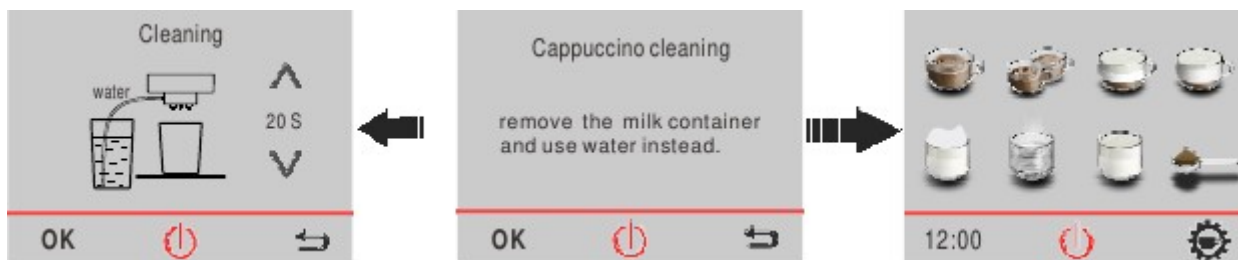 Cleaning
water
20 S
OK
Cappuccino cleaning
remove the milk container
and use water instead.
OK
12:00